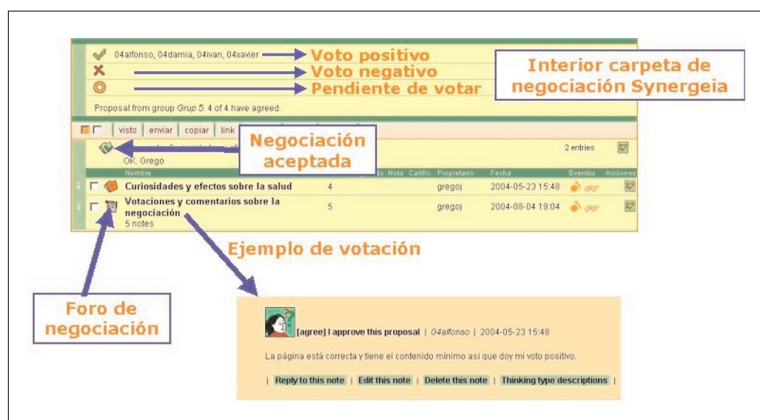 04alfonso, 04damia, 04ivan, 04xavier
Voto positivo
Voto negativo
Pendiente de votar
Interior carpeta de
negociación Synergeia
Proposal from group Grup 5. 4 of 4 have agreed.
visto | enviar | copiar | link
Negociación
aceptada
2 entries
OK. Grego
Nombre Nota Calific. Propietario Fecha Eventos Acciones
Curiosidades y efectos sobre la salud 4 gregoj 2004-05-23 15:48
Votaciones y comentarios sobre la 5 gregoj 2004-08-04 19:04
negociación
5 notes
Ejemplo de votación
Foro de
negociación
[agree] I approve this proposal | 04alfonso | 2004-05-23 15:48
La página está correcta y tiene el contenido mínimo asi que doy mi voto positivo.
| Reply to this note | Edit this note | Delete this note | Thinking type descriptions |